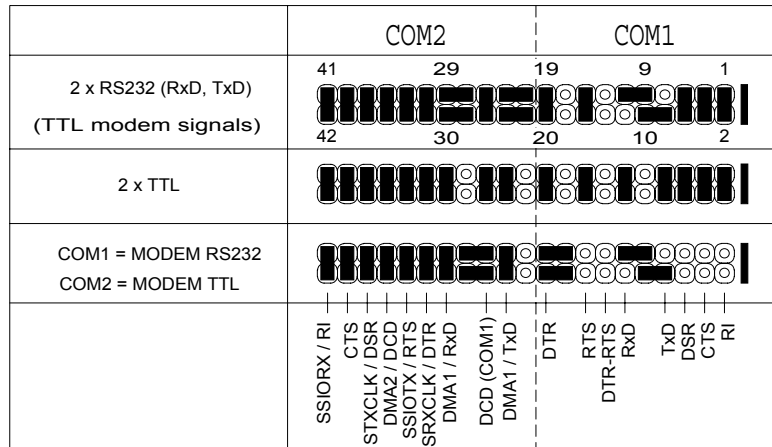 COM2 COM1
2 x RS232 (RxD, TxD)
(TTL modem signals)
41 29 19 9 1
42 30 20 10 2
2 x TTL
COM1 = MODEM RS232
COM2 = MODEM TTL
SSIORX / RI
CTS
STXCLK / DSR
DMA2 / DCD
SSIOTX / RTS
SRXCLK / DTR
DMA1 / RxD
DCD (COM1)
DMA1 / TxD
DTR
RTS
DTR-RTS
RxD
TxD
DSR
CTS
RI